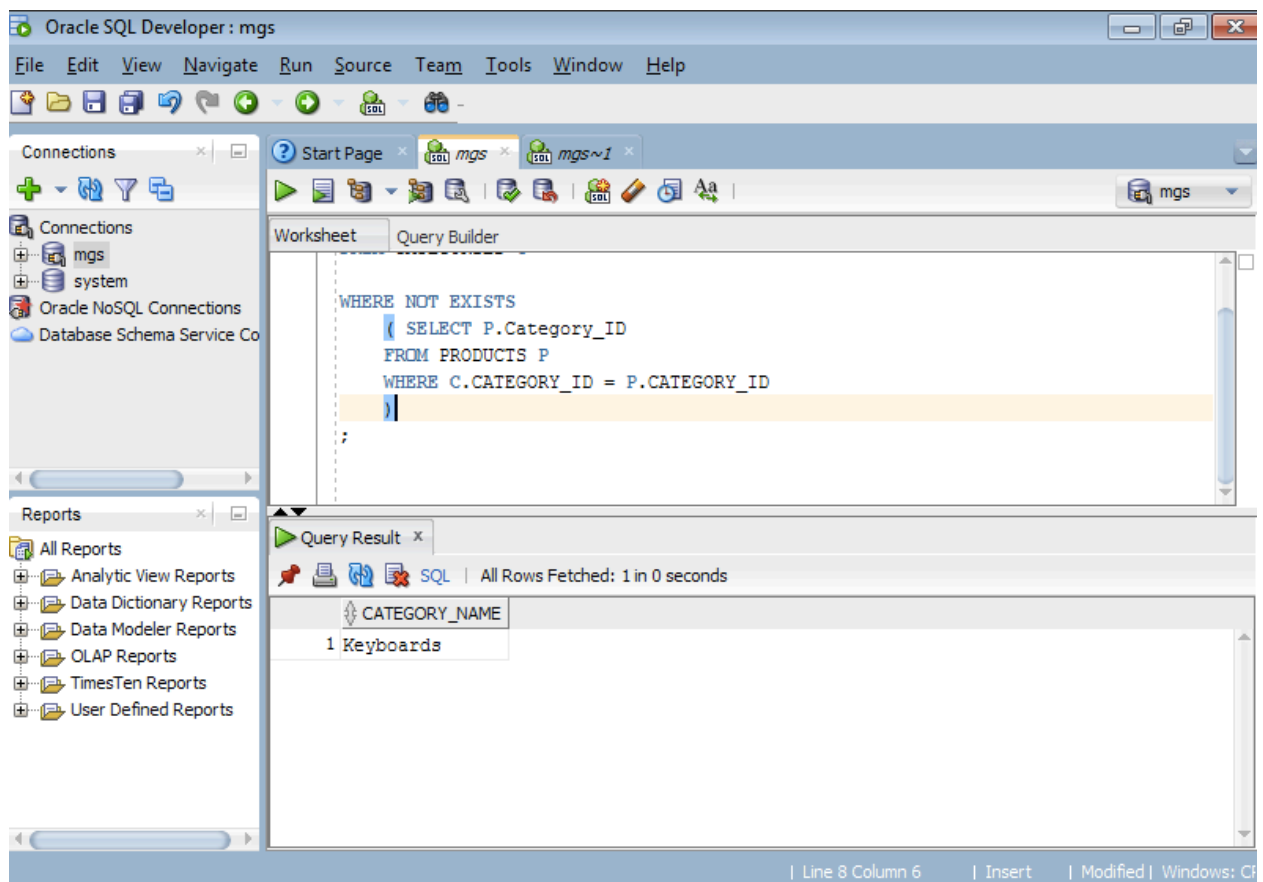 Oracle SQL Developer : mgs
File Edit View Navigate Run Source Team Tools Window Help
Connections
Start Page
mgs
mgs~1
mgs
Connections
mgs
system
Oracle NoSQL Connections
Database Schema Service Co
Worksheet
Query Builder
WHERE NOT EXISTS
( SELECT P.Category_ID
FROM PRODUCTS P
WHERE C.CATEGORY_ID = P.CATEGORY_ID
)
;
Reports
All Reports
Analytic View Reports
Data Dictionary Reports
Data Modeler Reports
OLAP Reports
TimesTen Reports
User Defined Reports
Query Result
SQL | All Rows Fetched: 1 in 0 seconds
CATEGORY_NAME
1 Keyboards
| Line 8 Column 6 | Insert | Modified | Windows: